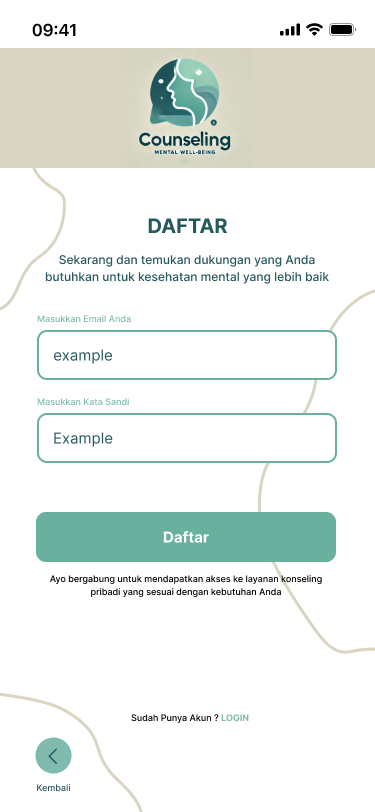 09:41
Counseling
MENTAL WELL-BEING
DAFTAR
Sekarang dan temukan dukungan yang Anda
butuhkan untuk kesehatan mental yang lebih baik
Masukkan Email Anda
example
Masukkan Kata Sandi
Example
Daftar
Ayo bergabung untuk mendapatkan akses ke layanan konseling
pribadi yang sesuai dengan kebutuhan Anda
Sudah Punya Akun ? LOGIN
Kembali